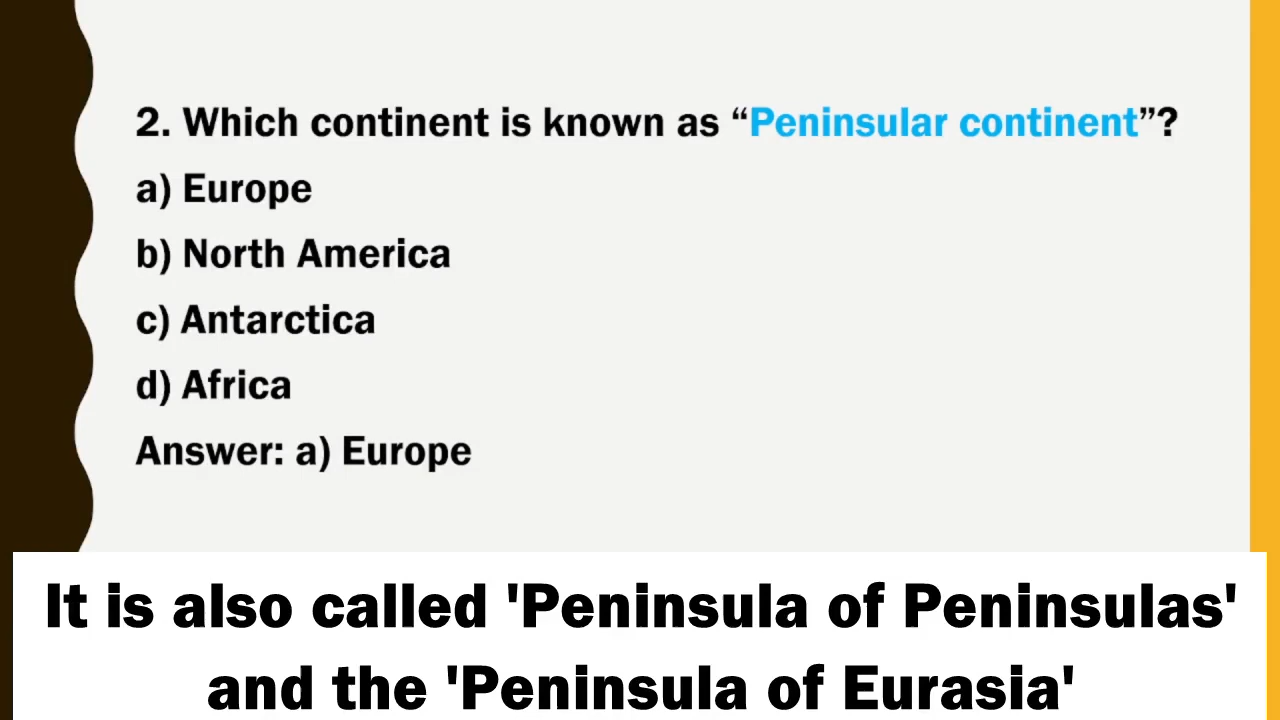 2. Which continent is known as “Peninsular continent”?
a) Europe
b) North America
c) Antarctica
d) Africa
Answer: a) Europe
It is also called 'Peninsula of Peninsulas'
and the 'Peninsula of Eurasia'